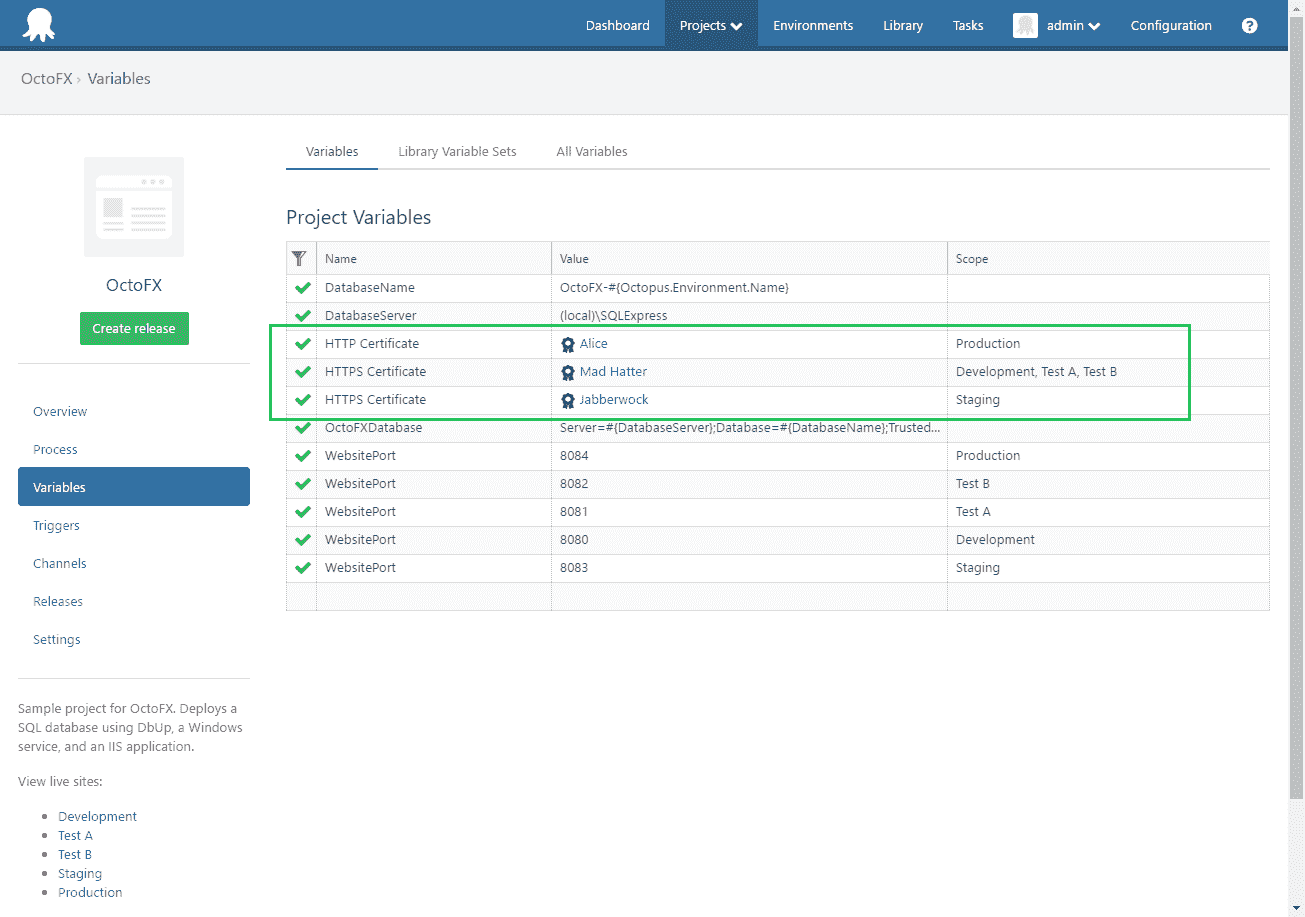 Dashboard Projects Environments Library Tasks admin Configuration ?
OctoFX › Variables
Variables Library Variable Sets All Variables
Project Variables
Name Value Scope
DatabaseName OctoFX-#{Octopus.Environment.Name}
DatabaseServer (local)\SQLExpress
HTTP Certificate Alice Production
HTTPS Certificate Mad Hatter Development, Test A, Test B
HTTPS Certificate Jabberwock Staging
OctoFXDatabase Server=#{DatabaseServer};Database=#{DatabaseName};Trusted...
WebsitePort 8084 Production
WebsitePort 8082 Test B
WebsitePort 8081 Test A
WebsitePort 8080 Development
WebsitePort 8083 Staging
OctoFX
Create release
Overview
Process
Variables
Triggers
Channels
Releases
Settings
Sample project for OctoFX. Deploys a
SQL database using DbUp, a Windows
service, and an IIS application.
View live sites:
Development
Test A
Test B
Staging
Production